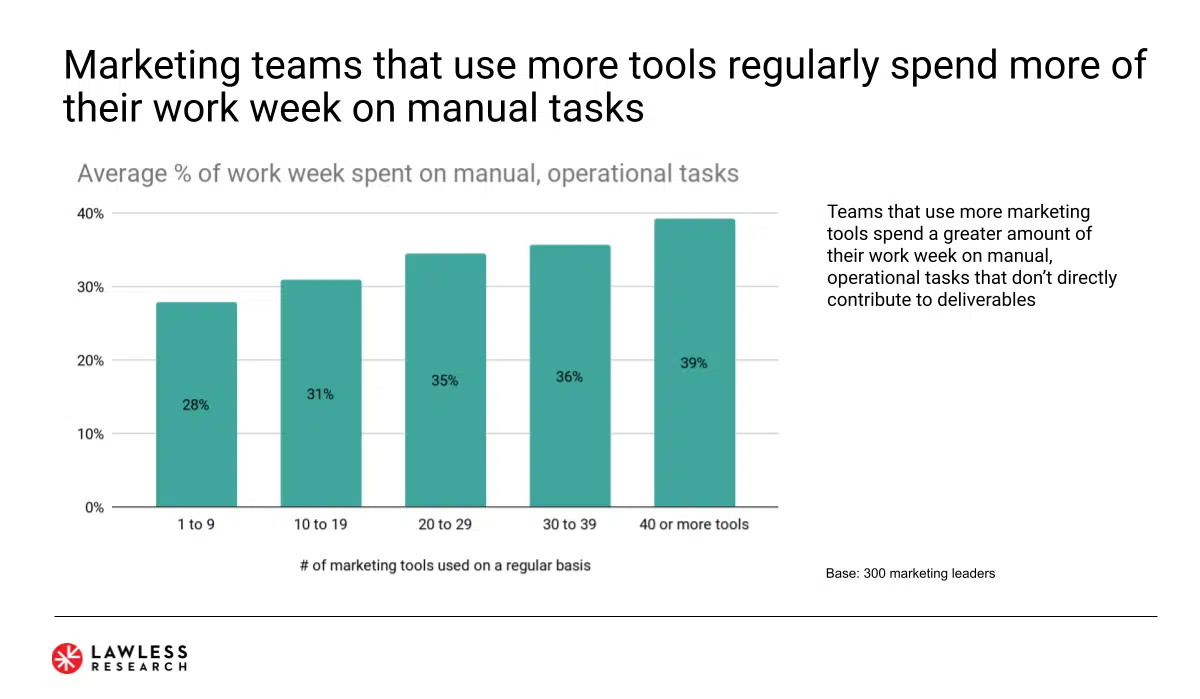 Marketing teams that use more tools regularly spend more of
their work week on manual tasks
Average % of work week spent on manual, operational tasks
40%
30%
20%
10%
0%
28%
31%
35%
36%
39%
1 to 9
10 to 19
20 to 29
30 to 39
40 or more tools
# of marketing tools used on a regular basis
Teams that use more marketing
tools spend a greater amount of
their work week on manual,
operational tasks that don’t directly
contribute to deliverables
Base: 300 marketing leaders
LAWLESS
RESEARCH